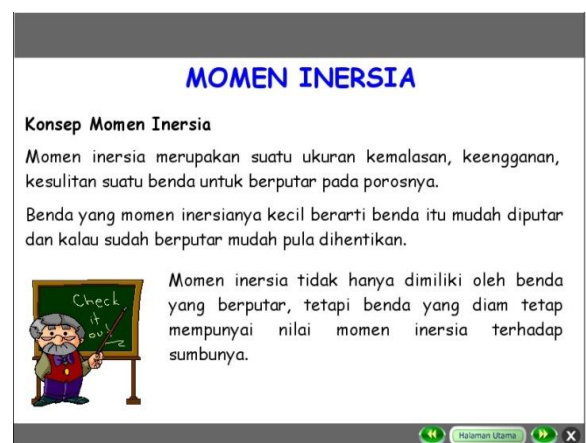 MOMEN INERSIA
Konsep Momen Inersia
Momen inersia merupakan suatu ukuran kemalasan, keengganan,
kesulitan suatu benda untuk berputar pada porosnya.
Benda yang momen inersianya kecil berarti benda itu mudah diputar
dan kalau sudah berputar mudah pula dihentikan.
Check
it
out!
Momen inersia tidak hanya dimiliki oleh benda
yang berputar, tetapi benda yang diam tetap
mempunyai nilai momen inersia terhadap
sumbunya.
Halaman Utama
X